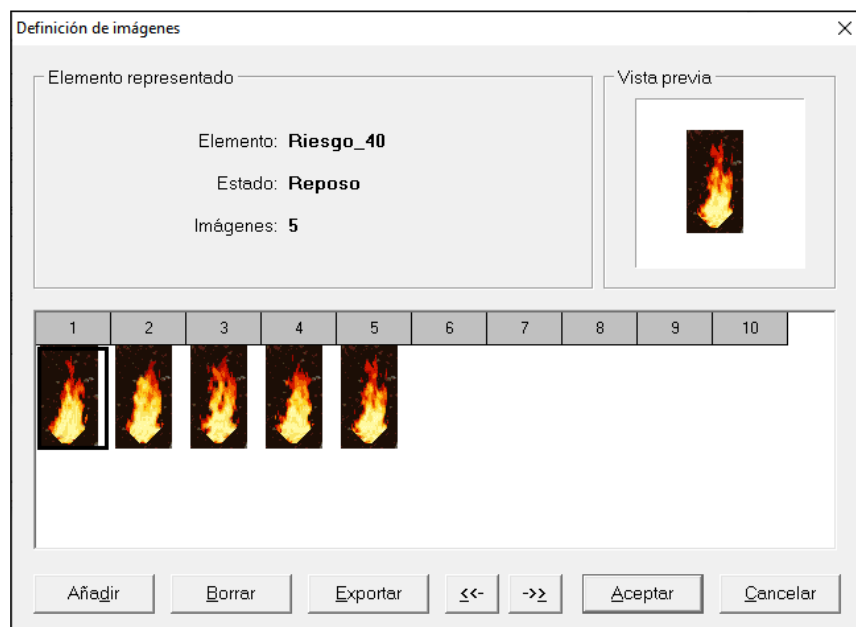 Definición de imágenes
Elemento representado
Elemento: Riesgo_40
Estado: Reposo
Imágenes: 5
Vista previa
1 2 3 4 5 6 7 8 9 10
Añadir Borrar Exportar <<- ->> Aceptar Cancelar